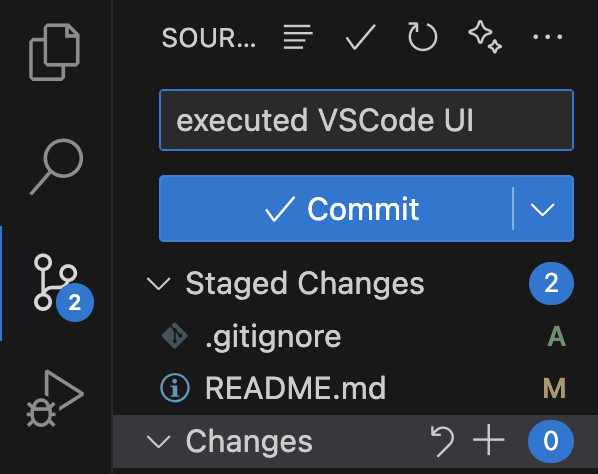 SOUR...
executed VSCode UI
Commit
2
Staged Changes 2
.gitignore A
README.md M
Changes 0